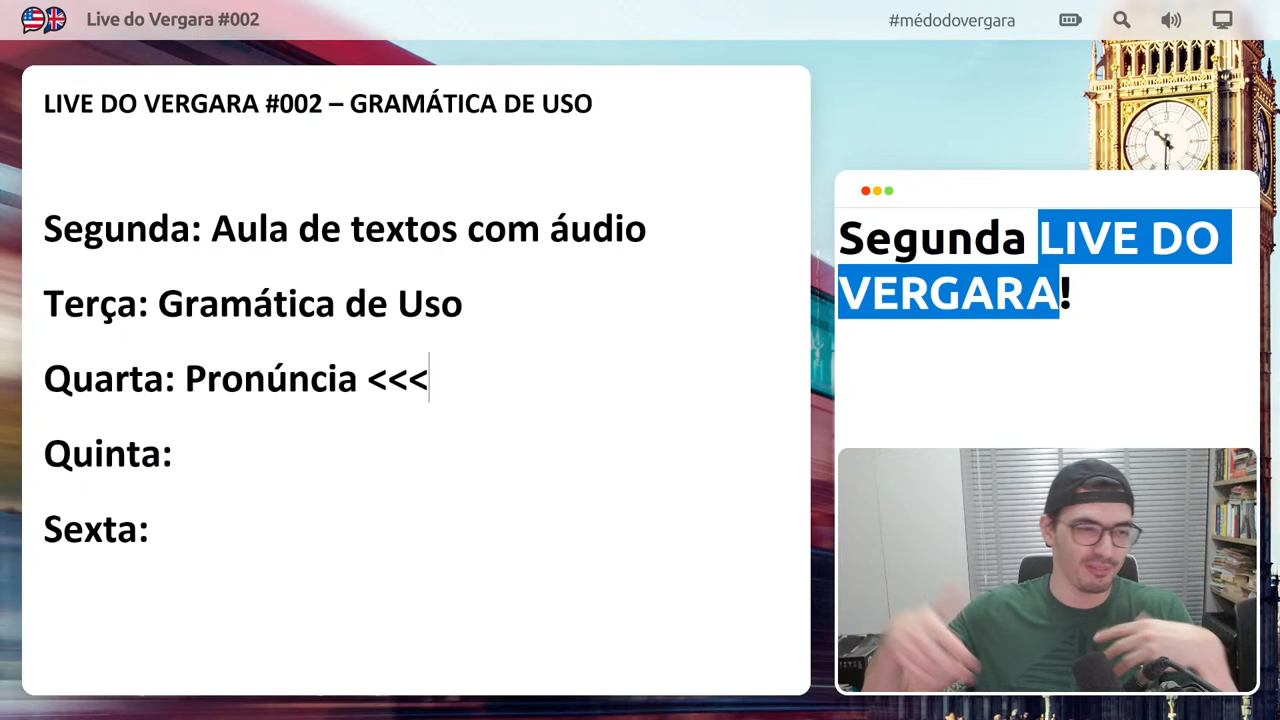 Live do Vergara #002
#médodovergara
LIVE DO VERGARA #002 – GRAMÁTICA DE USO
Segunda: Aula de textos com áudio
Terça: Gramática de Uso
Quarta: Pronúncia <<<
Quinta:
Sexta:
Segunda LIVE DO
VERGARA!